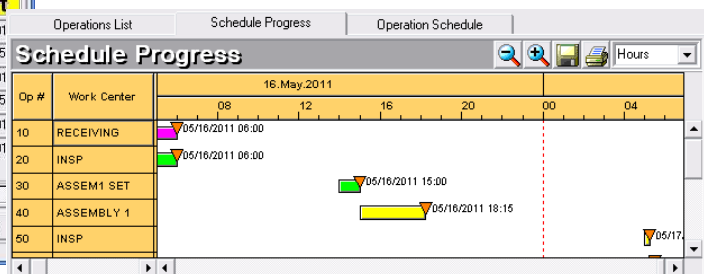 Operations List Schedule Progress Operation Schedule
Schedule Progress Hours
16.May.2011
Op # Work Center
08 12 16 20 00 04
10 RECEIVING 05/16/2011 06:00
20 INSP 05/16/2011 06:00
30 ASSEM1 SET 05/16/2011 15:00
40 ASSEMBLY 1 05/16/2011 18:15
50 INSP 05/17.